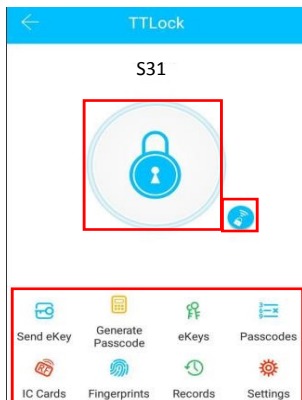 TTLock
S31
Send eKey
Generate
Passcode
eKeys
Passcodes
IC Cards
Fingerprints
Records
Settings